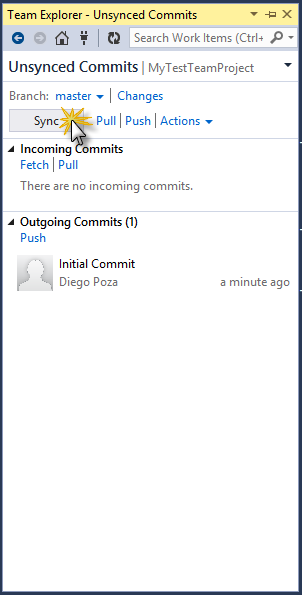 Team Explorer - Unsynced Commits
Search Work Items (Ctrl+
Unsynced Commits | MyTestTeamProject
Branch: master | Changes
Sync Pull | Push | Actions
Incoming Commits
Fetch | Pull
There are no incoming commits.
Outgoing Commits (1)
Push
Initial Commit
Diego Poza a minute ago